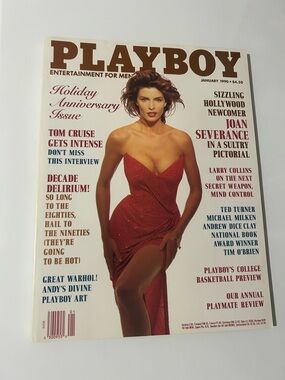 PLAYBOY
ENTERTAINMENT FOR MEN
JANUARY 1990 • $4.50
Holiday
Anniversary
Issue
TOM CRUISE
GETS INTENSE
DON'T MISS
THIS INTERVIEW
DECADE
DELIRIUM!
SO LONG
TO THE
EIGHTIES,
HAIL TO
THE NINETIES
(THEY'RE
GOING
TO BE HOT!)
GREAT WARHOL!
ANDY'S DIVINE
PLAYBOY ART
SIZZLING
HOLLYWOOD
NEWCOMER
JOAN
SEVERANCE
IN A SULTRY
PICTORIAL
LARRY COLLINS
ON THE NEXT
SECRET WEAPON,
MIND CONTROL
TED TURNER
MICHAEL MILKEN
ANDREW DICE CLAY
NATIONAL BOOK
AWARD WINNER
TIM O'BRIEN
PLAYBOY'S COLLEGE
BASKETBALL PREVIEW
OUR ANNUAL
PLAYMATE REVIEW